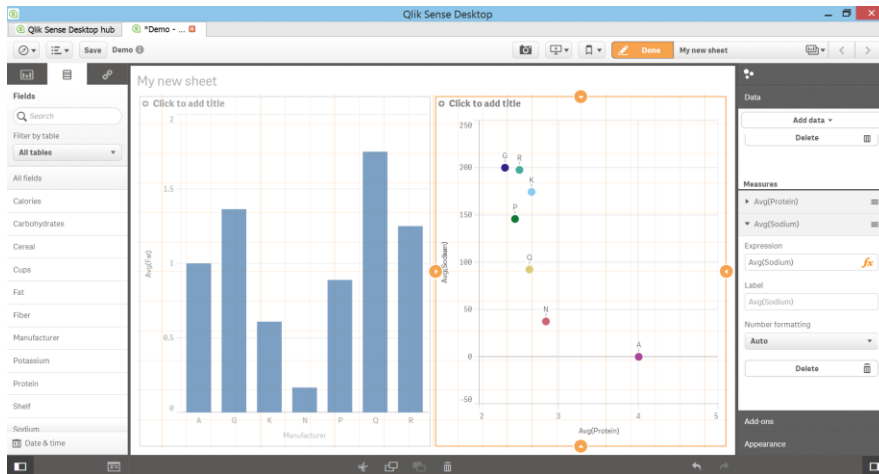 Qlik Sense Desktop
Qlik Sense Desktop hub
*Demo - ...
Save Demo
Done
My new sheet
Fields
Search
Filter by table
All tables
All fields
Calories
Carbohydrates
Cereal
Cups
Fat
Fiber
Manufacturer
Potassium
Protein
Shelf
Sodium
Date & time
My new sheet
Click to add title
2
1.5
1
0.5
0
Avg(Fat)
A G K N P Q R
Manufacturer
Click to add title
250
200
150
100
50
0
-50
Avg(Sodium)
G
R
K
P
Q
N
A
2 3 4 5
Avg(Protein)
Data
Add data
Delete
Measures
Avg(Protein)
Avg(Sodium)
Expression
Avg(Sodium)
fx
Label
Avg(Sodium)
Number formatting
Auto
Delete
Add-ons
Appearance